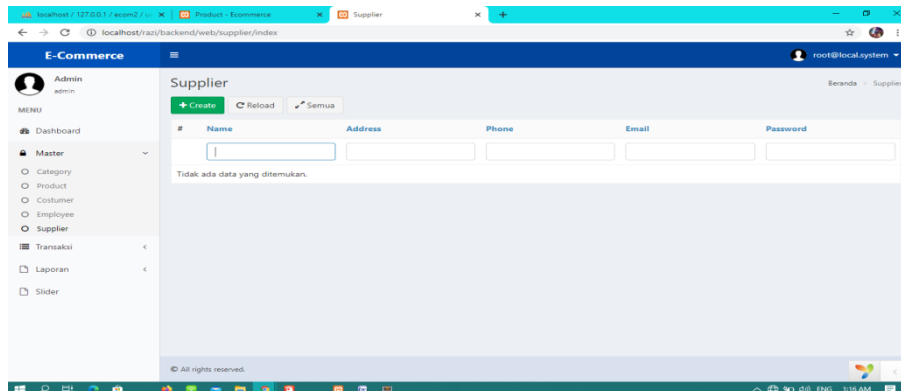 localhost / 127.0.0.1 / ecom2 /
Product - Ecommerce
Supplier
localhost/razi/backend/web/supplier/index
E-Commerce
root@local.system
Admin
admin
MENU
Dashboard
Master
Category
Product
Costumer
Employee
Supplier
Transaksi
Laporan
Slider
Supplier
Beranda > Supplier
+ Create
Reload
Semua
# Name Address Phone Email Password
Tidak ada data yang ditemukan.
© All rights reserved.
ENG 1:16 AM